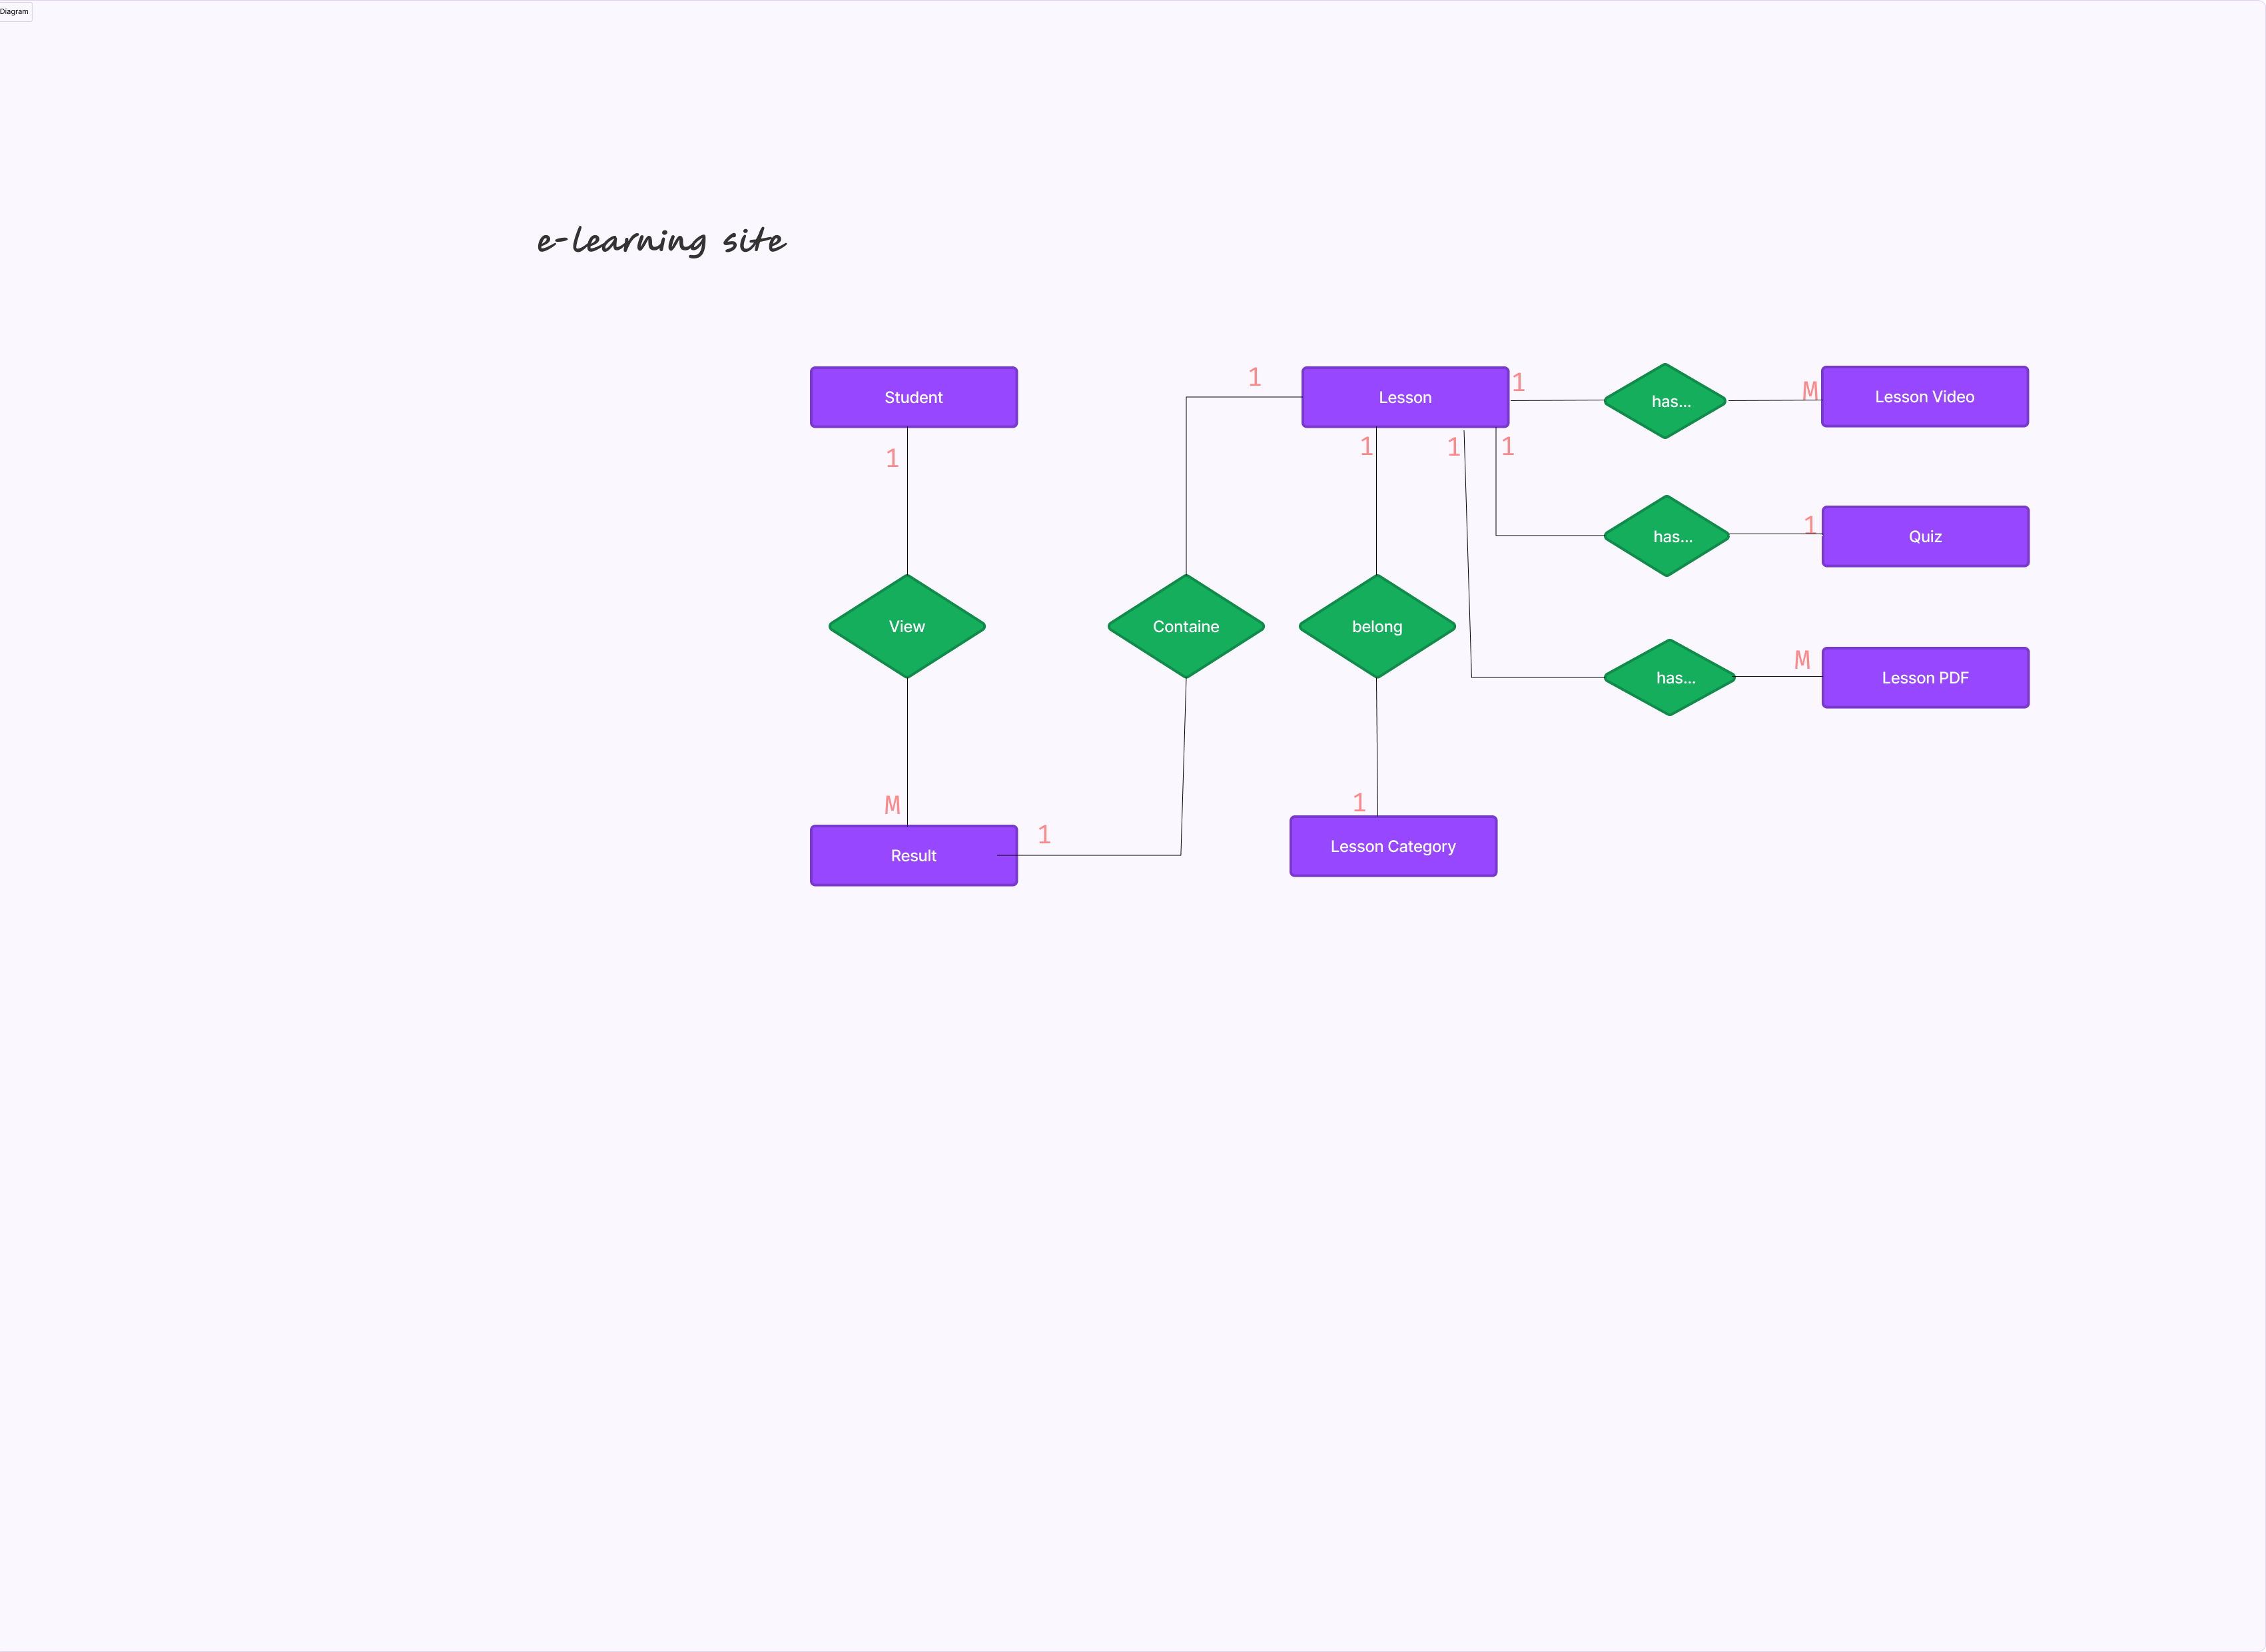 Diagram
e-learning site
Student
1
Lesson
1
has...
M
Lesson Video
1
1
1
1
has...
1
Quiz
View
Containe
belong
has...
M
Lesson PDF
M
1
1
Result
Lesson Category